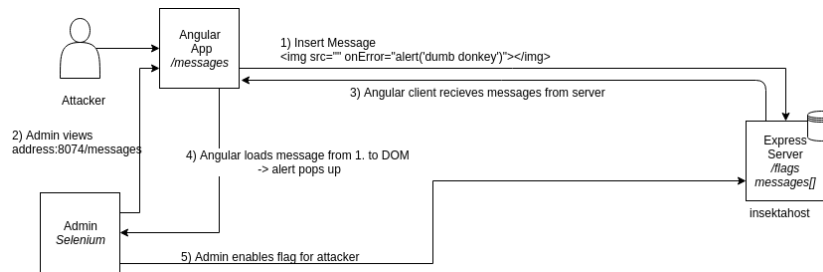 Angular
App
/messages
1) Insert Message
<img src="" onError="alert('dumb donkey')"></img>
3) Angular client recieves messages from server
Attacker
2) Admin views
address:8074/messages
4) Angular loads message from 1. to DOM
-> alert pops up
Express
Server
/flags
messages[]
insektahost
Admin
Selenium
5) Admin enables flag for attacker